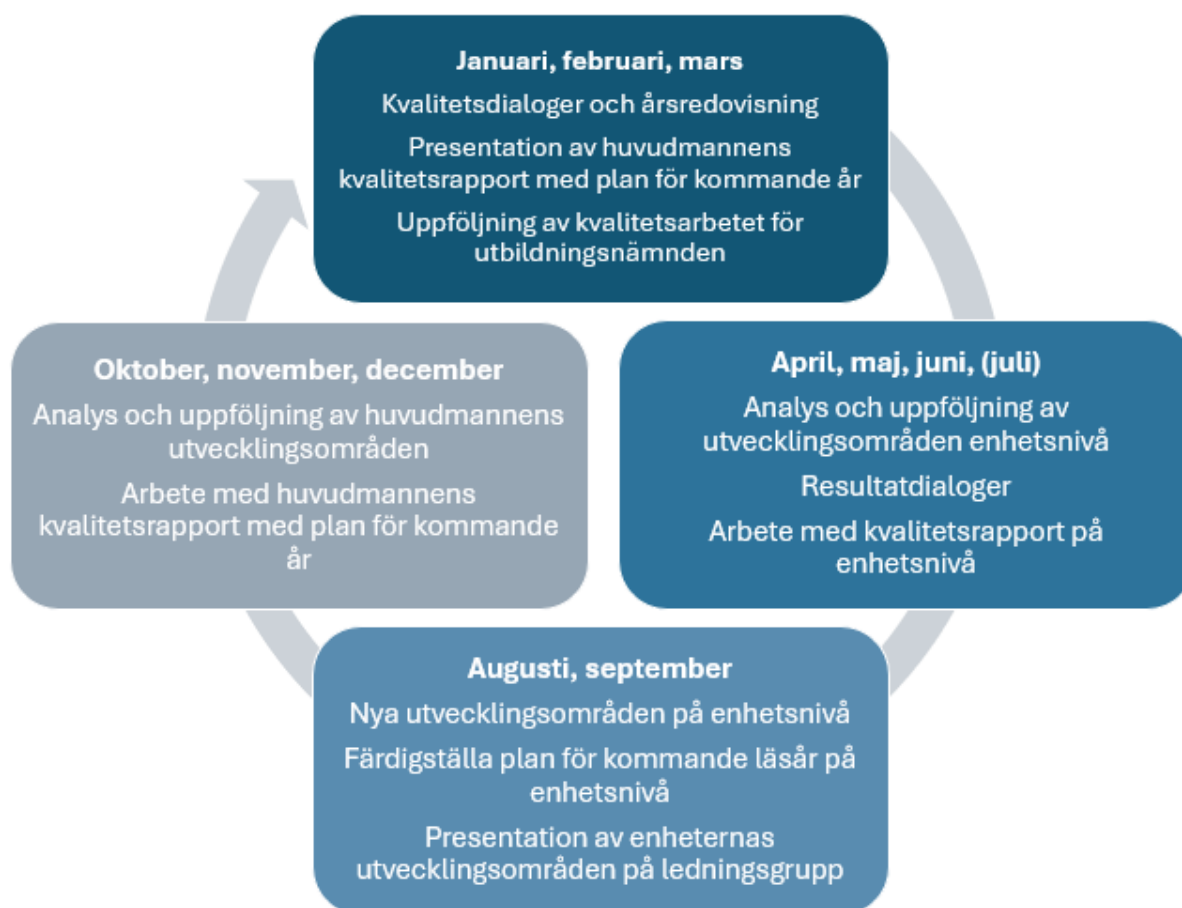 Januari, februari, mars
Kvalitetsdialoger och årsredovisning
Presentation av huvudmannens
kvalitetsrapport med plan för kommande år
Uppföljning av kvalitetsarbetet för
utbildningsnämnden
April, maj, juni, (juli)
Analys och uppföljning av
utvecklingsområden enhetsnivå
Resultatdialoger
Arbete med kvalitetsrapport på
enhetsnivå
Augusti, september
Nya utvecklingsområden på enhetsnivå
Färdigställa plan för kommande läsår på
enhetsnivå
Presentation av enheternas
utvecklingsområden på ledningsgrupp
Oktober, november, december
Analys och uppföljning av huvudmannens
utvecklingsområden
Arbete med huvudmannens
kvalitetsrapport med plan för kommande
år